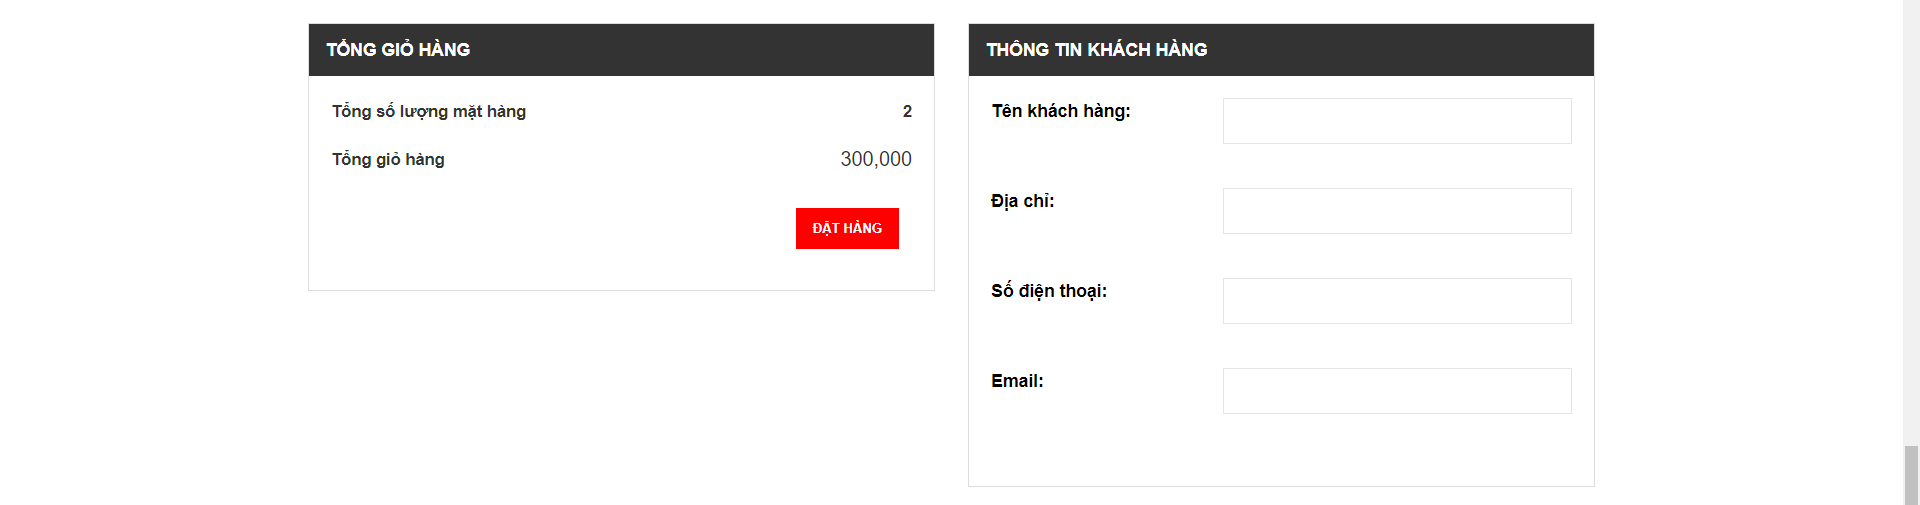 TỔNG GIỎ HÀNG
Tổng số lượng mặt hàng 2
Tổng giỏ hàng 300,000
ĐẶT HÀNG
THÔNG TIN KHÁCH HÀNG
Tên khách hàng:
Địa chỉ:
Số điện thoại:
Email: